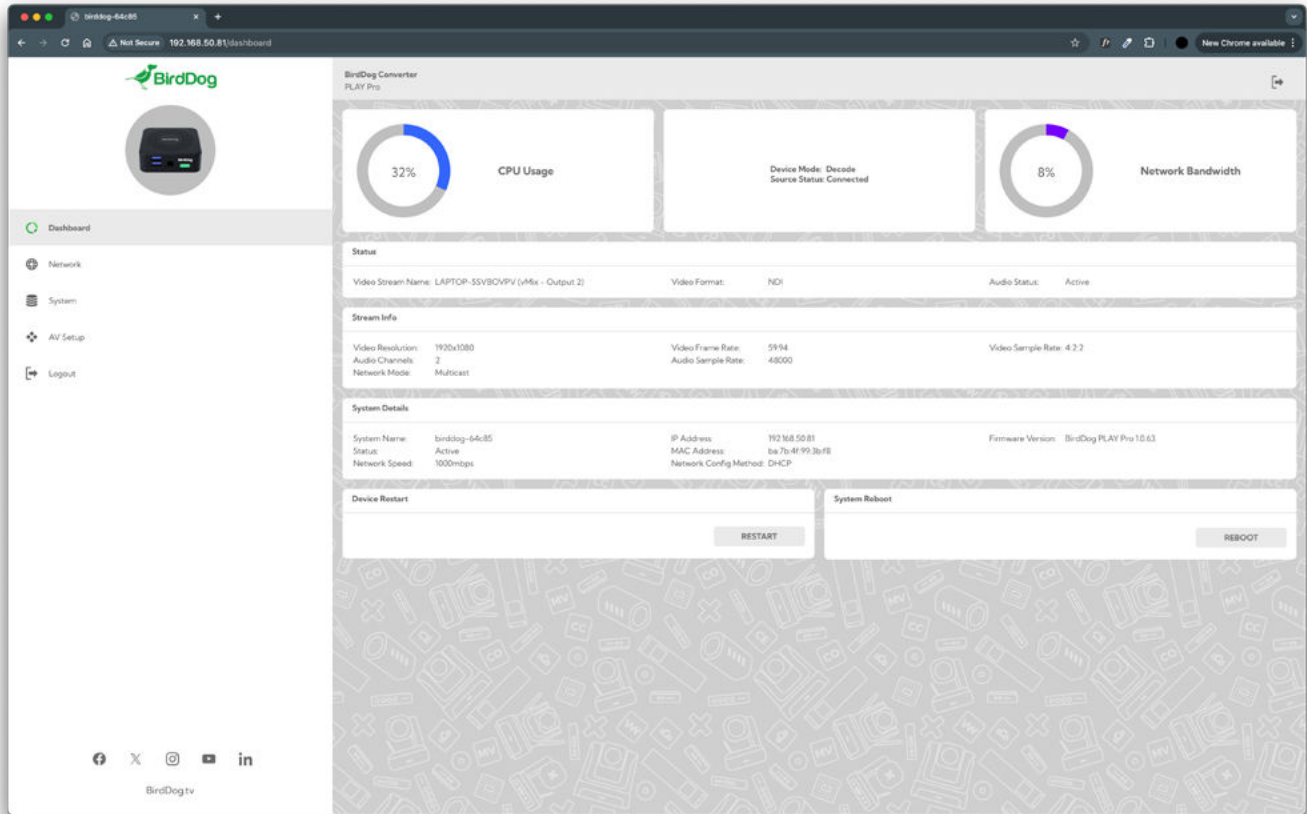 birddog-64c85
Not Secure 192.168.50.81/dashboard
New Chrome available
BirdDog
Dashboard
Network
System
AV Setup
Logout
BirdDog.tv
BirdDog Converter
PLAY Pro
32%
CPU Usage
Device Mode: Decode
Source Status: Connected
8%
Network Bandwidth
Status
Video Stream Name: LAPTOP-5SVBOVPV (vMix - Output 2) Video Format: NDI Audio Status: Active
Stream Info
Video Resolution: 1920x1080 Video Frame Rate: 59.94 Video Sample Rate: 4:2:2
Audio Channels: 2 Audio Sample Rate: 48000
Network Mode: Multicast
System Details
System Name: birddog-64c85 IP Address: 192.168.50.81 Firmware Version: BirdDog PLAY Pro 1.0.63
Status: Active MAC Address: ba:7b:4f:99:3b:f8
Network Speed: 1000mbps Network Config Method: DHCP
Device Restart
RESTART
System Reboot
REBOOT